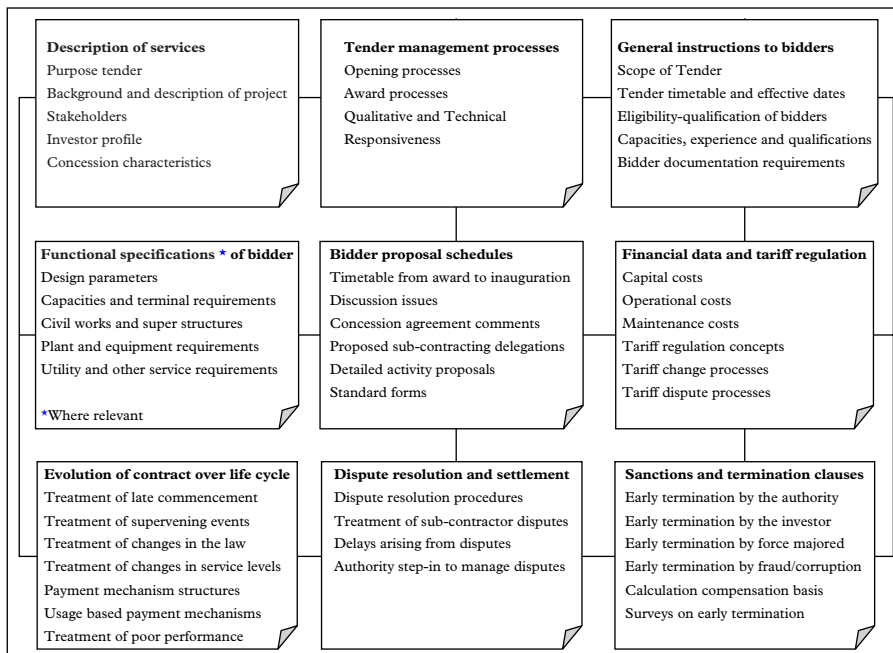 Description of services
Purpose tender
Background and description of project
Stakeholders
Investor profile
Concession characteristics
Tender management processes
Opening processes
Award processes
Qualitative and Technical
Responsiveness
General instructions to bidders
Scope of Tender
Tender timetable and effective dates
Eligibility-qualification of bidders
Capacities, experience and qualifications
Bidder documentation requirements
Functional specifications * of bidder
Design parameters
Capacities and terminal requirements
Civil works and super structures
Plant and equipment requirements
Utility and other service requirements
*Where relevant
Bidder proposal schedules
Timetable from award to inauguration
Discussion issues
Concession agreement comments
Proposed sub-contracting delegations
Detailed activity proposals
Standard forms
Financial data and tariff regulation
Capital costs
Operational costs
Maintenance costs
Tariff regulation concepts
Tariff change processes
Tariff dispute processes
Evolution of contract over life cycle
Treatment of late commencement
Treatment of supervening events
Treatment of changes in the law
Treatment of changes in service levels
Payment mechanism structures
Usage based payment mechanisms
Treatment of poor performance
Dispute resolution and settlement
Dispute resolution procedures
Treatment of sub-contractor disputes
Delays arising from disputes
Authority step-in to manage disputes
Sanctions and termination clauses
Early termination by the authority
Early termination by the investor
Early termination by force majored
Early termination by fraud/corruption
Calculation compensation basis
Surveys on early termination